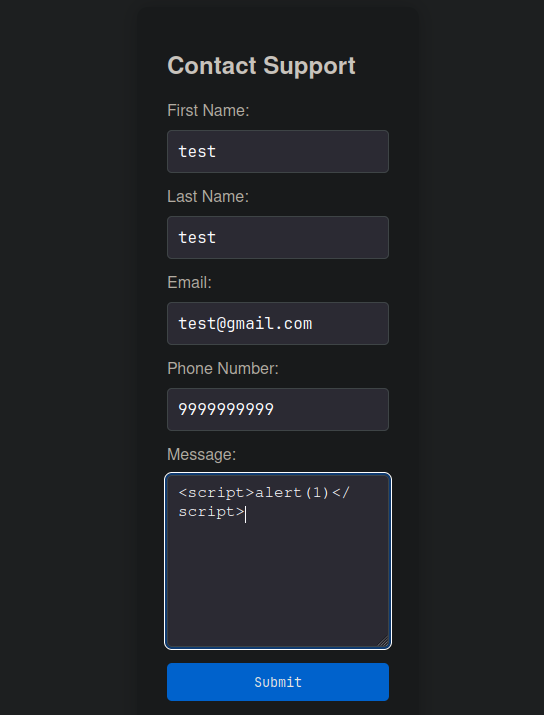 Contact Support
First Name:
test
Last Name:
test
Email:
test@gmail.com
Phone Number:
9999999999
Message:
<script>alert(1)</
script>
Submit